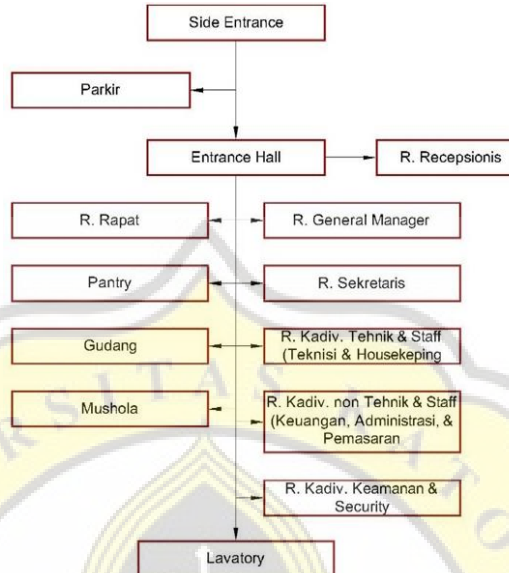 Side Entrance
Parkir
Entrance Hall
R. Recepsionis
R. Rapat
R. General Manager
Pantry
R. Sekretaris
Gudang
R. Kadiv. Tehnik & Staff
(Teknisi & Housekeping
Mushola
R. Kadiv. non Tehnik & Staff
(Keuangan, Administrasi, &
Pemasaran
R. Kadiv. Keamanan &
Security
Lavatory